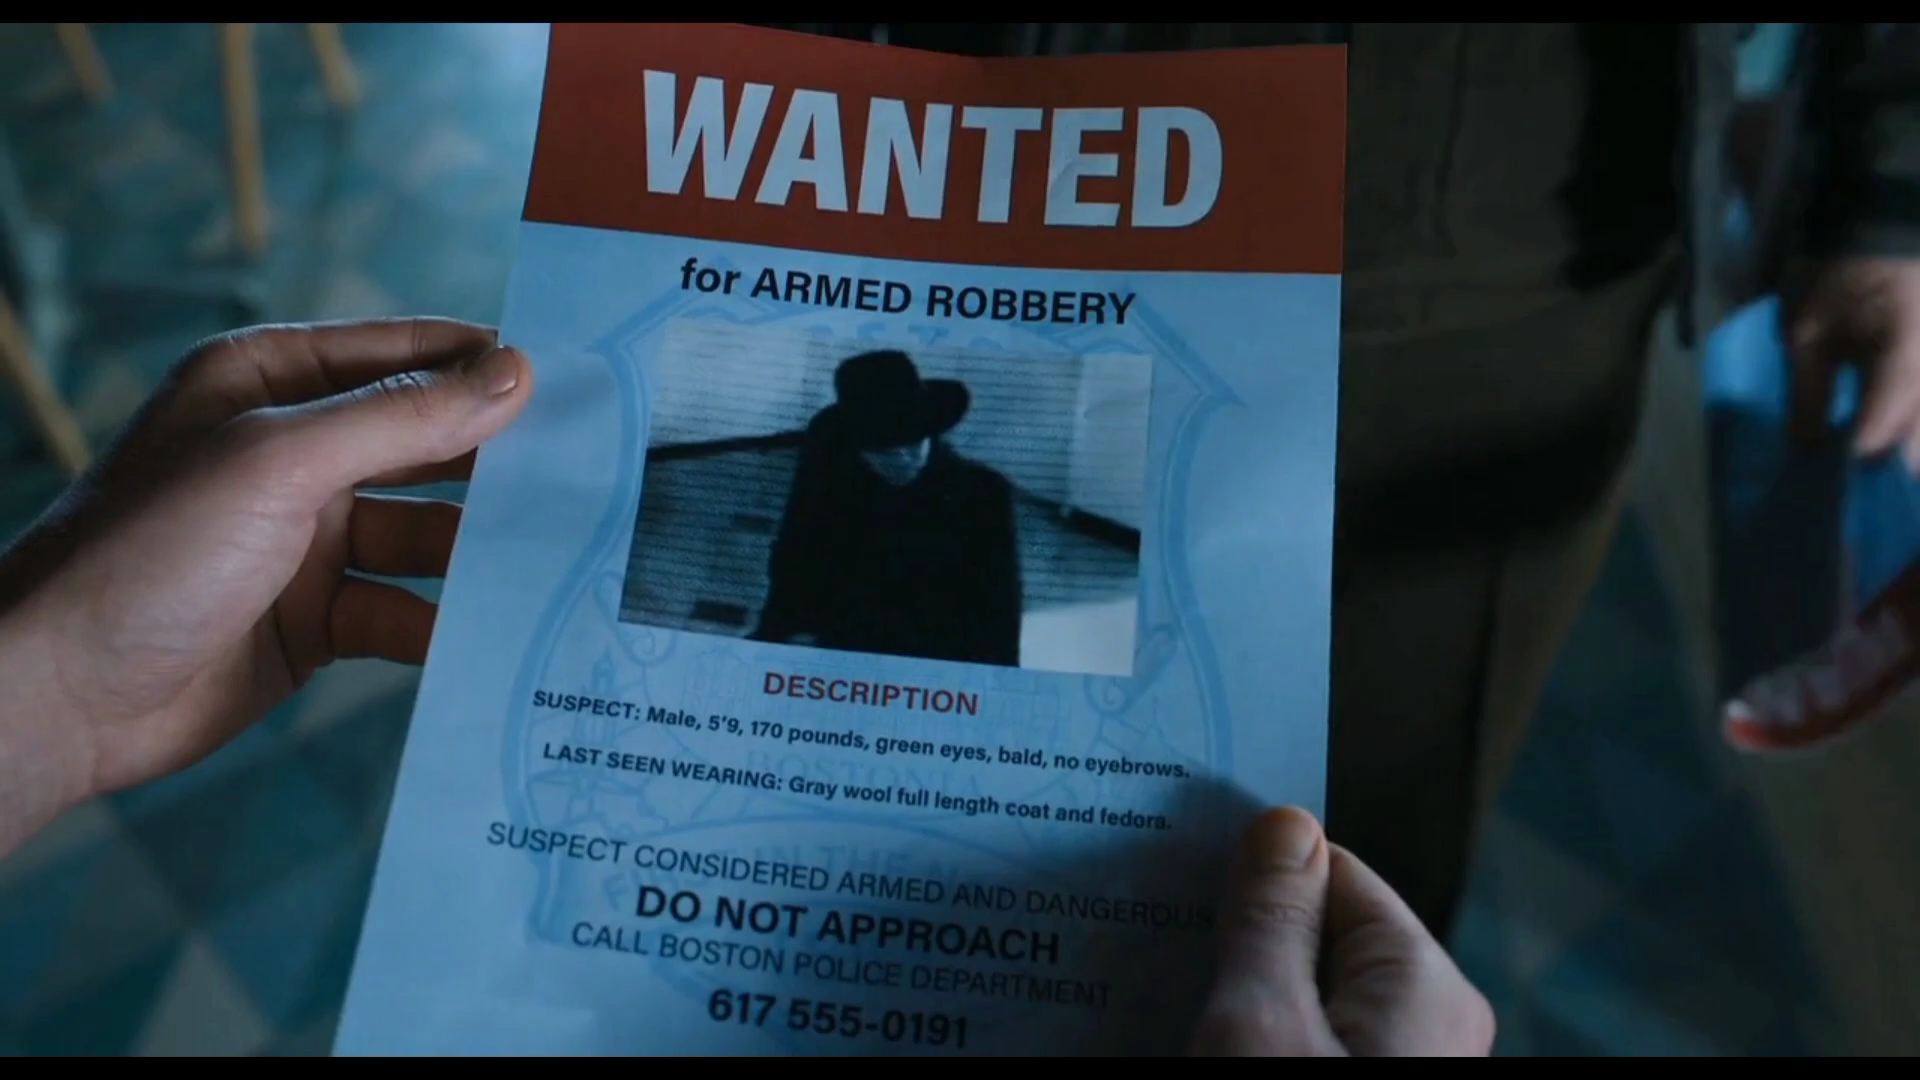 WANTED
for ARMED ROBBERY
DESCRIPTION
SUSPECT: Male, 5'9, 170 pounds, green eyes, bald, no eyebrows.
LAST SEEN WEARING: Gray wool full length coat and fedora.
SUSPECT CONSIDERED ARMED AND DANGEROUS
DO NOT APPROACH
CALL BOSTON POLICE DEPARTMENT
617 555-0191